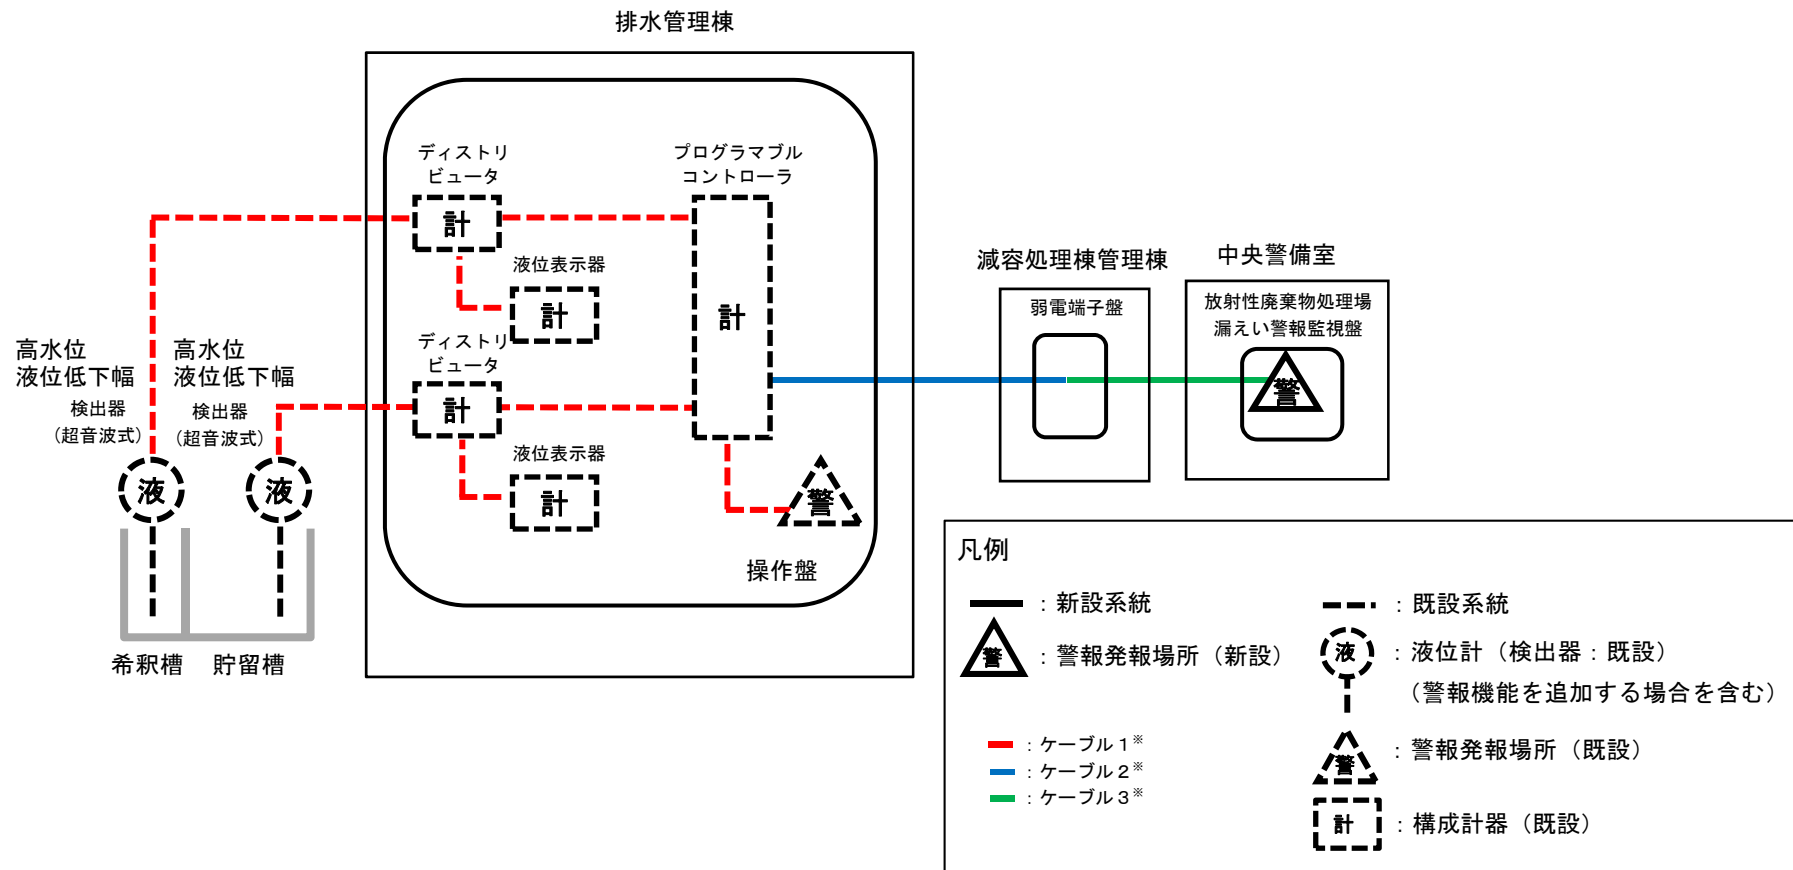 排水管理棟
ディストリ
ビュータ
計
プログラマブル
コントローラ
計
液位表示器
計
ディストリ
ビュータ
計
液位表示器
計
警
操作盤
高水位
液位低下幅
検出器
（超音波式）
液
高水位
液位低下幅
検出器
（超音波式）
液
希釈槽
貯留槽
減容処理棟管理棟
弱電端子盤
中央警備室
放射性廃棄物処理場
漏えい警報監視盤
警
凡例
：新設系統
警
：警報発報場所（新設）
：ケーブル１※
：ケーブル２※
：ケーブル３※
：既設系統
液
：液位計（検出器：既設）
（警報機能を追加する場合を含む）
警
：警報発報場所（既設）
計
：構成計器（既設）